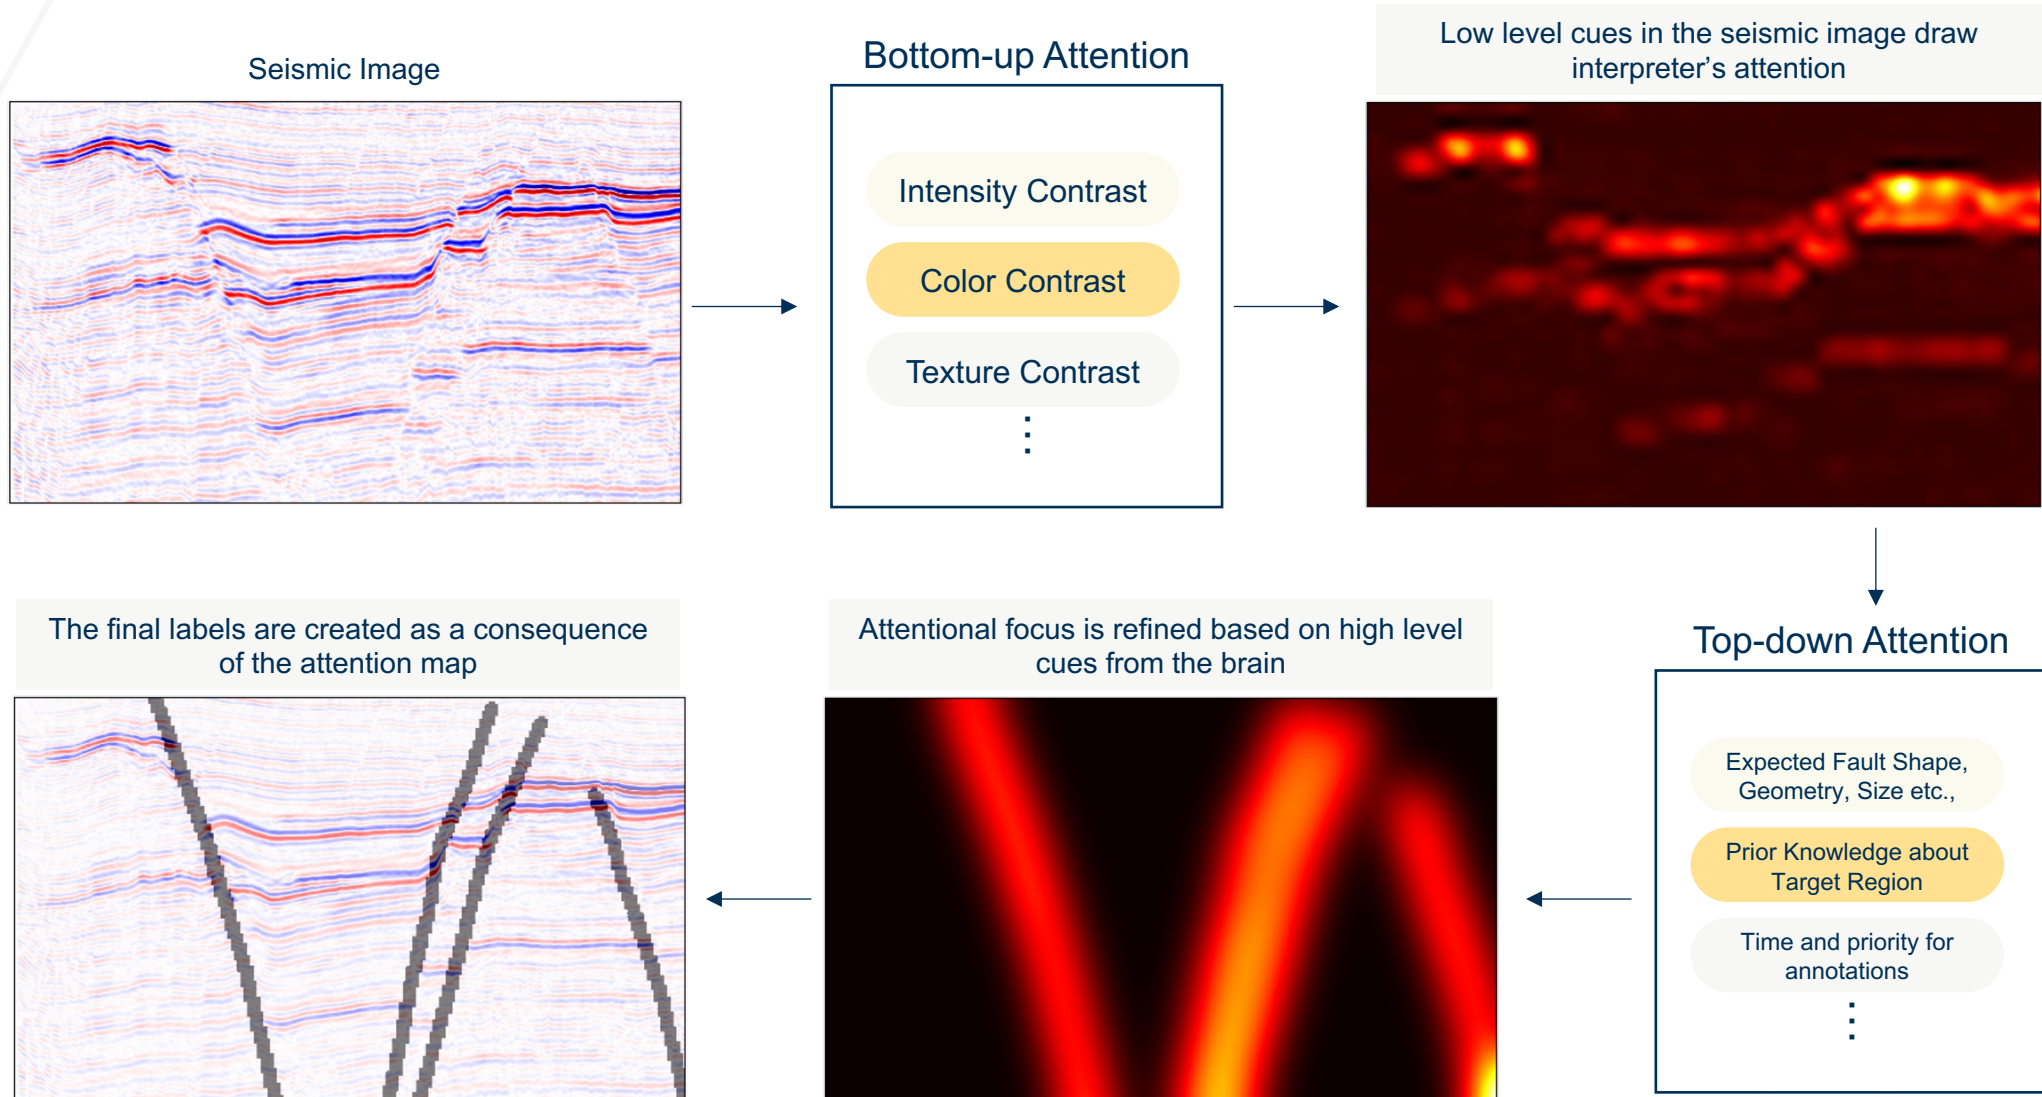 Seismic Image
Bottom-up Attention
Intensity Contrast
Color Contrast
Texture Contrast
Low level cues in the seismic image draw
interpreter's attention
Top-down Attention
Expected Fault Shape,
Geometry, Size etc.,
Prior Knowledge about
Target Region
Time and priority for
annotations
Attentional focus is refined based on high level
cues from the brain
The final labels are created as a consequence
of the attention map